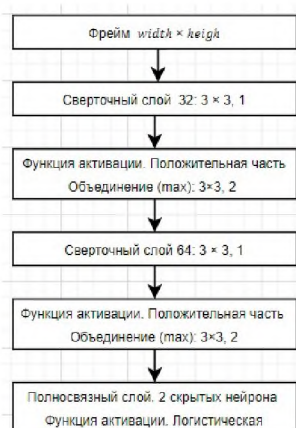 Фрейм width × heigh
Сверточный слой 32: 3 × 3, 1
Функция активации. Положительная часть
Объединение (max): 3×3, 2
Сверточный слой 64: 3 × 3, 1
Функция активации. Положительная часть
Объединение (max): 3×3, 2
Полносвязный слой. 2 скрытых нейрона
Функция активации. Логистическая